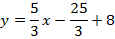 y = 5/3 x − 25/3 + 8